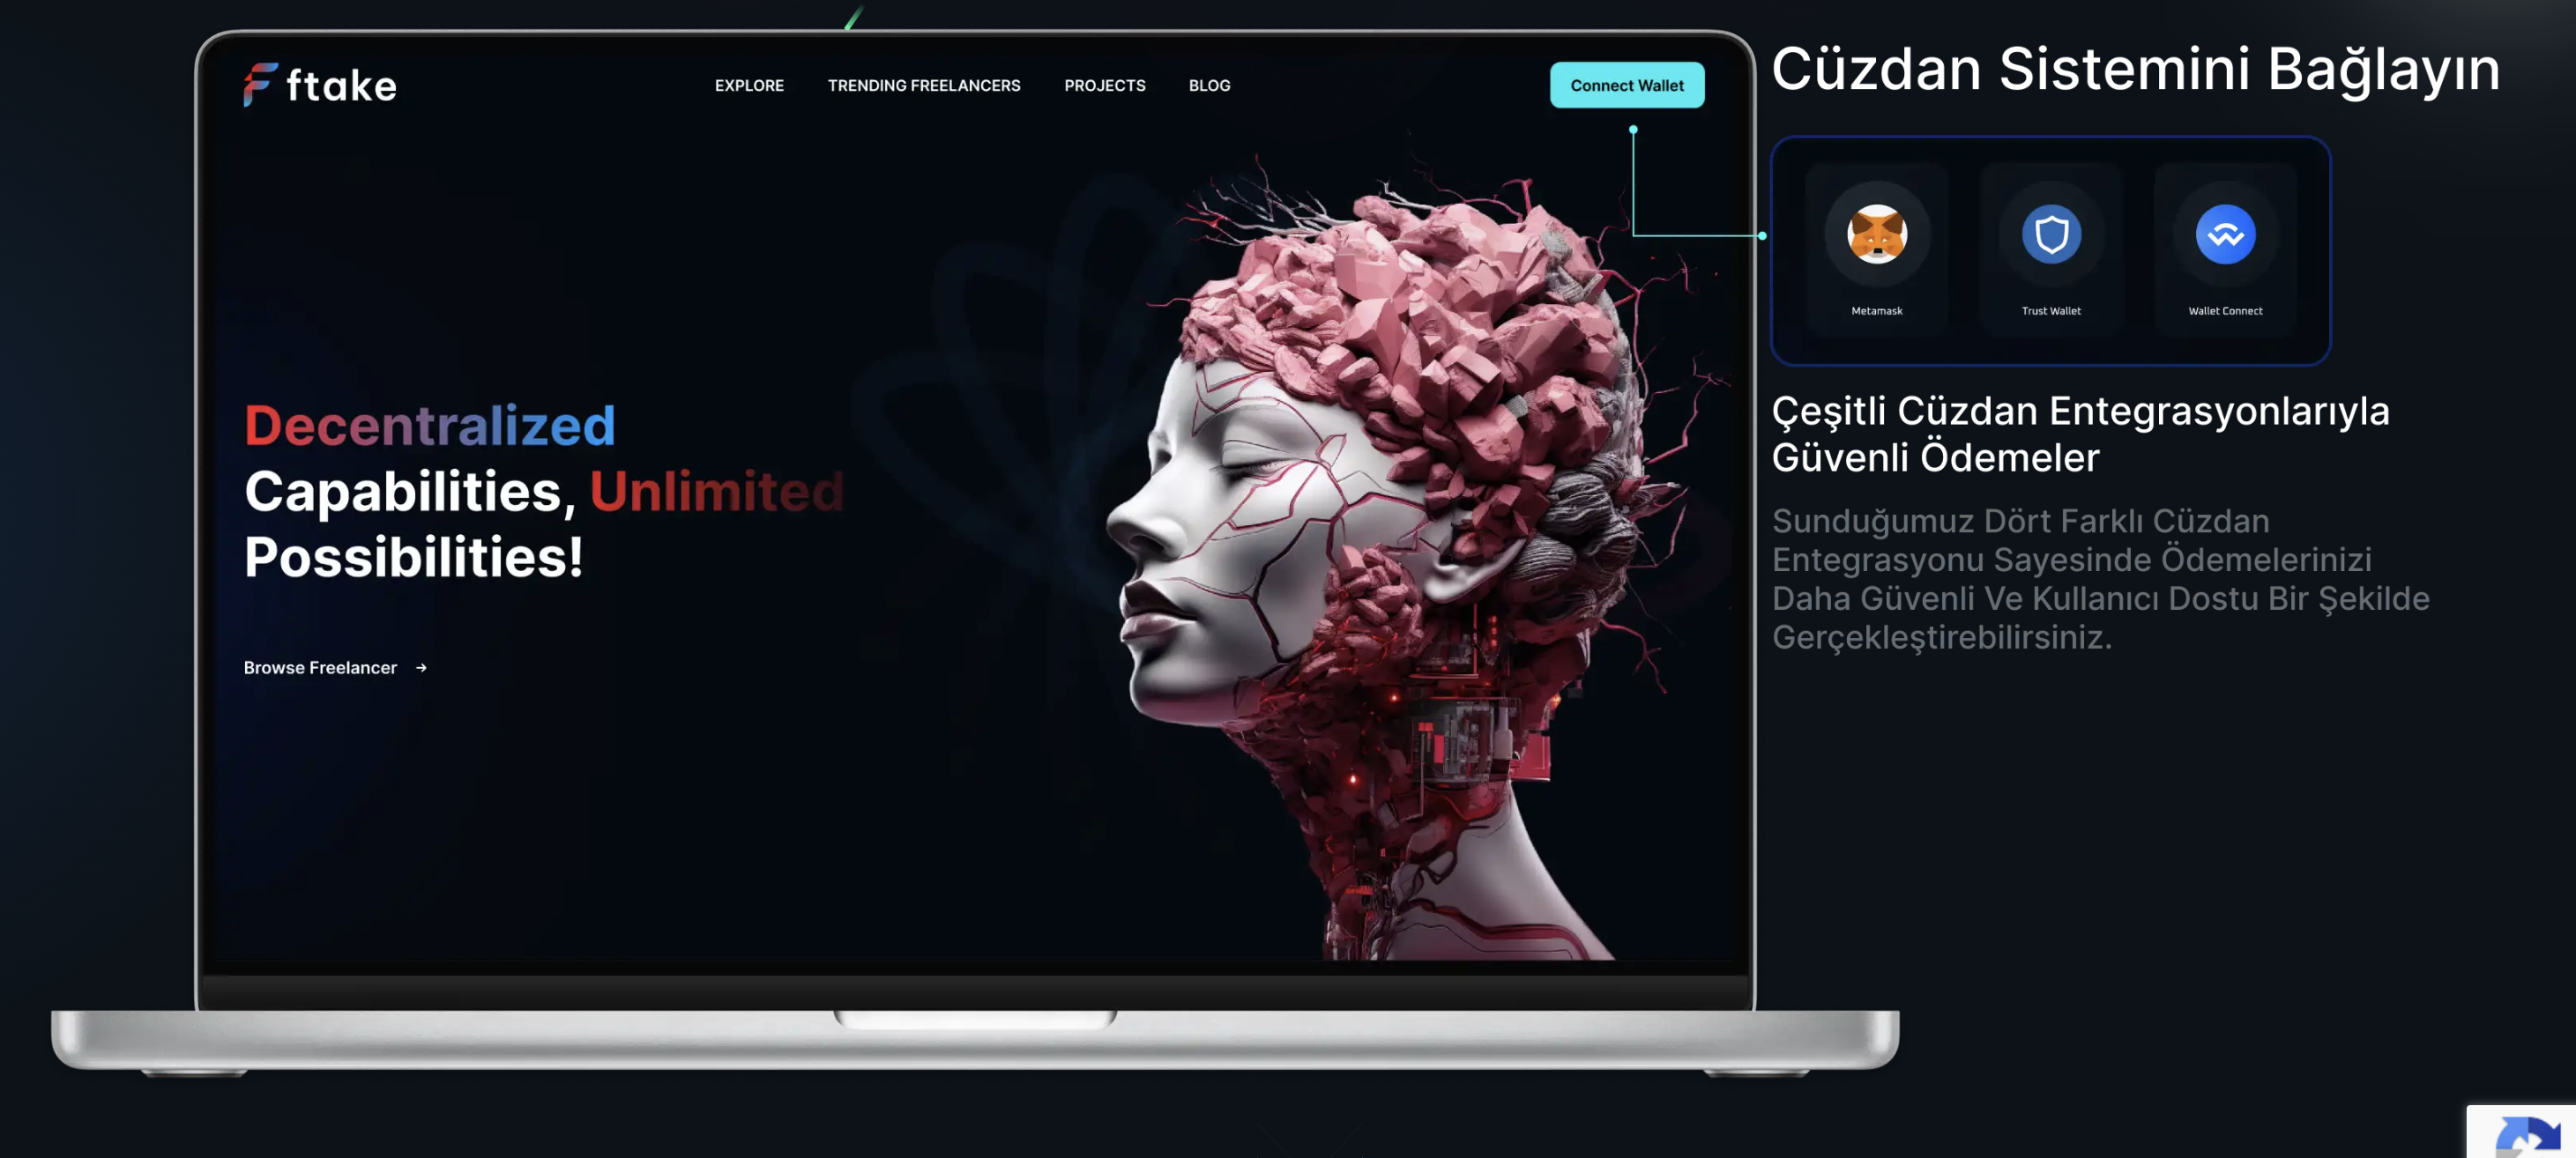 ftake
EXPLORE
TRENDING FREELANCERS
PROJECTS
BLOG
Connect Wallet
Decentralized
Capabilities, Unlimited
Possibilities!
Browse Freelancer →
Cüzdan Sistemini Bağlayın
Metamask
Trust Wallet
Wallet Connect
Çeşitli Cüzdan Entegrasyonlarıyla
Güvenli Ödemeler
Sunduğumuz Dört Farklı Cüzdan
Entegrasyonu Sayesinde Ödemelerinizi
Daha Güvenli Ve Kullanıcı Dostu Bir Şekilde
Gerçekleştirebilirsiniz.